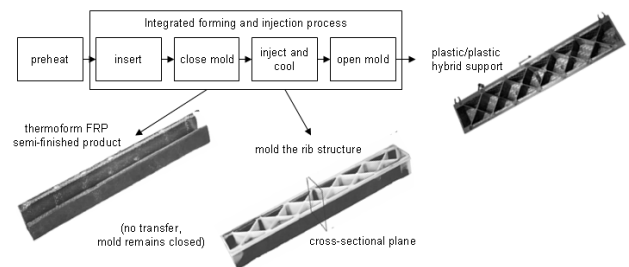 Integrated forming and injection process
preheat
insert
close mold
inject and
cool
open mold
plastic/plastic
hybrid support
thermoform FRP
semi-finished product
mold the rib structure
(no transfer,
mold remains closed)
cross-sectional plane